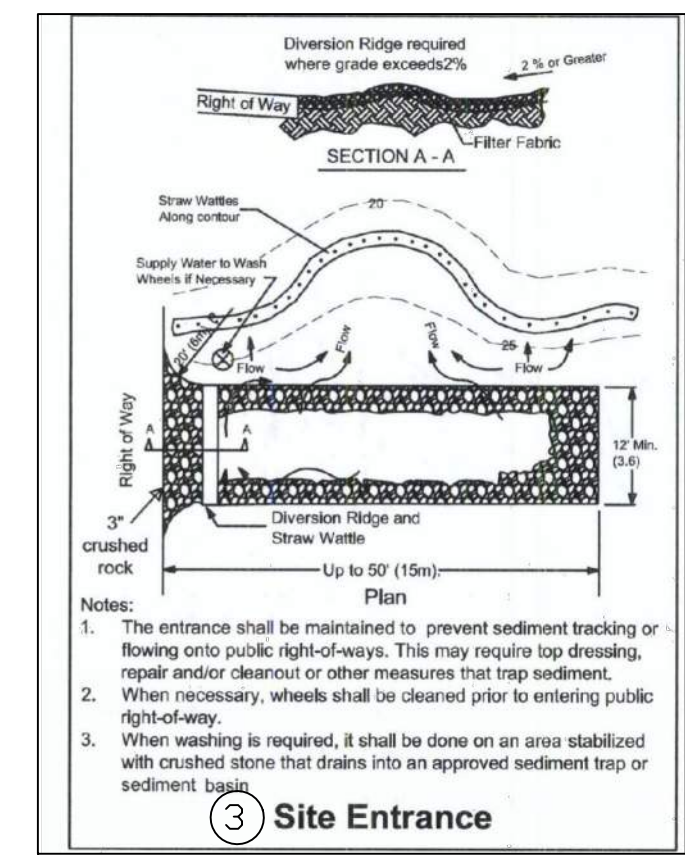 Diversion Ridge required
where grade exceeds2%
2 % or Greater
Right of Way
Filter Fabric
SECTION A - A
Straw Wattles
Along contour
20
Supply Water to Wash
Wheels if Necessary
20' (6m) R
Flow
Flow
Flow
25
Flow
Right of Way
A
A
12' Min.
(3.6)
3"
crushed
rock
Diversion Ridge and
Straw Wattle
Up to 50' (15m).
Plan
Notes:
1. The entrance shall be maintained to prevent sediment tracking or
flowing onto public right-of-ways. This may require top dressing,
repair and/or cleanout or other measures that trap sediment.
2. When necessary, wheels shall be cleaned prior to entering public
right-of-way.
3. When washing is required, it shall be done on an area stabilized
with crushed stone that drains into an approved sediment trap or
sediment basin
3 Site Entrance